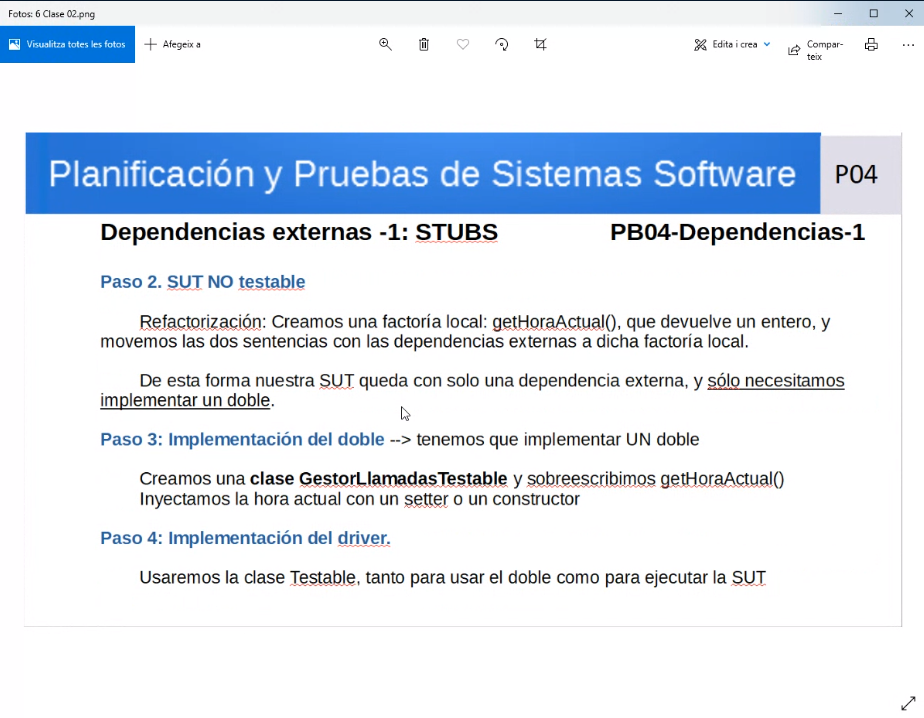 Fotos: 6 Clase 02.png
Visualitza totes les fotos
Afegeix a
Edita i crea
Compar-
teix
Planificación y Pruebas de Sistemas Software
P04
Dependencias externas -1: STUBS
PB04-Dependencias-1
Paso 2. SUT NO testable
Refactorización: Creamos una factoría local: getHoraActual(), que devuelve un entero, y
movemos las dos sentencias con las dependencias externas a dicha factoría local.
De esta forma nuestra SUT queda con solo una dependencia externa, y sólo necesitamos
implementar un doble.
Paso 3: Implementación del doble --> tenemos que implementar UN doble
Creamos una clase GestorLlamadasTestable y sobreescribimos getHoraActual()
Inyectamos la hora actual con un setter o un constructor
Paso 4: Implementación del driver.
Usaremos la clase Testable, tanto para usar el doble como para ejecutar la SUT